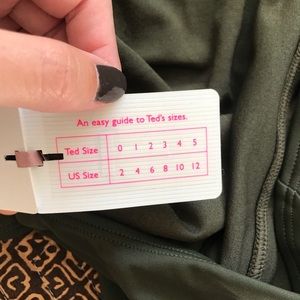 An easy guide to Ted's sizes.
Ted Size 0 1 2 3 4 5
US Size 2 4 6 8 10 12